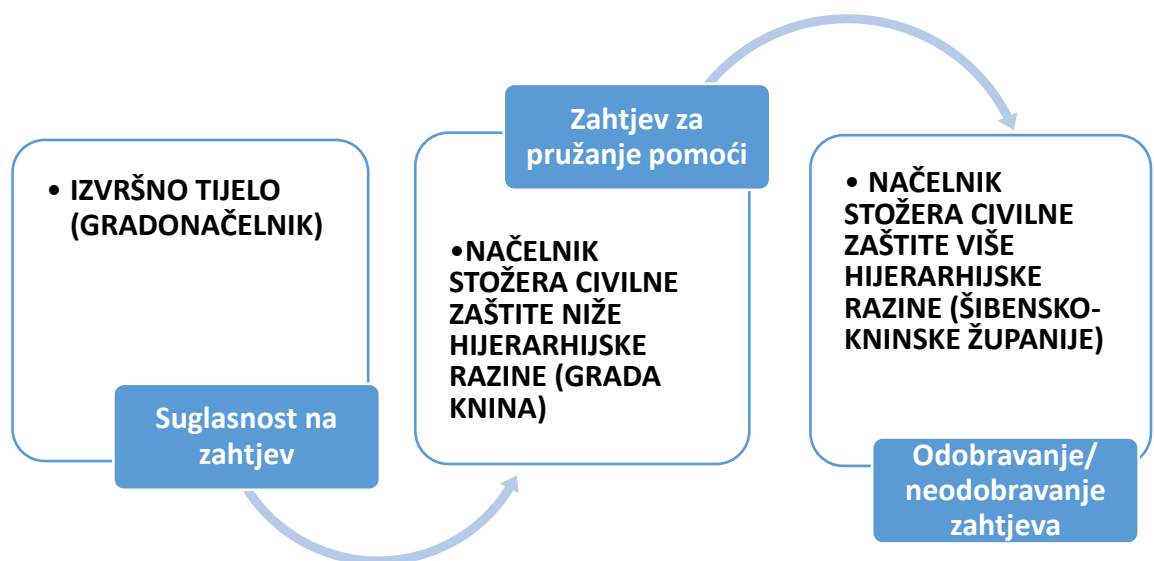 • IZVRŠNO TIJELO
(GRADONAČELNIK)
Suglasnost na
zahtjev
Zahtjev za
pružanje pomoći
•NAČELNIK
STOŽERA CIVILNE
ZAŠTITE NIŽE
HIJERARHIJSKE
RAZINE (GRADA
KNINA)
• NAČELNIK
STOŽERA CIVILNE
ZAŠTITE VIŠE
HIJERARHIJSKE
RAZINE (ŠIBENSKO-
KNINSKE ŽUPANIJE)
Odobravanje/
neodobravanje
zahtjeva